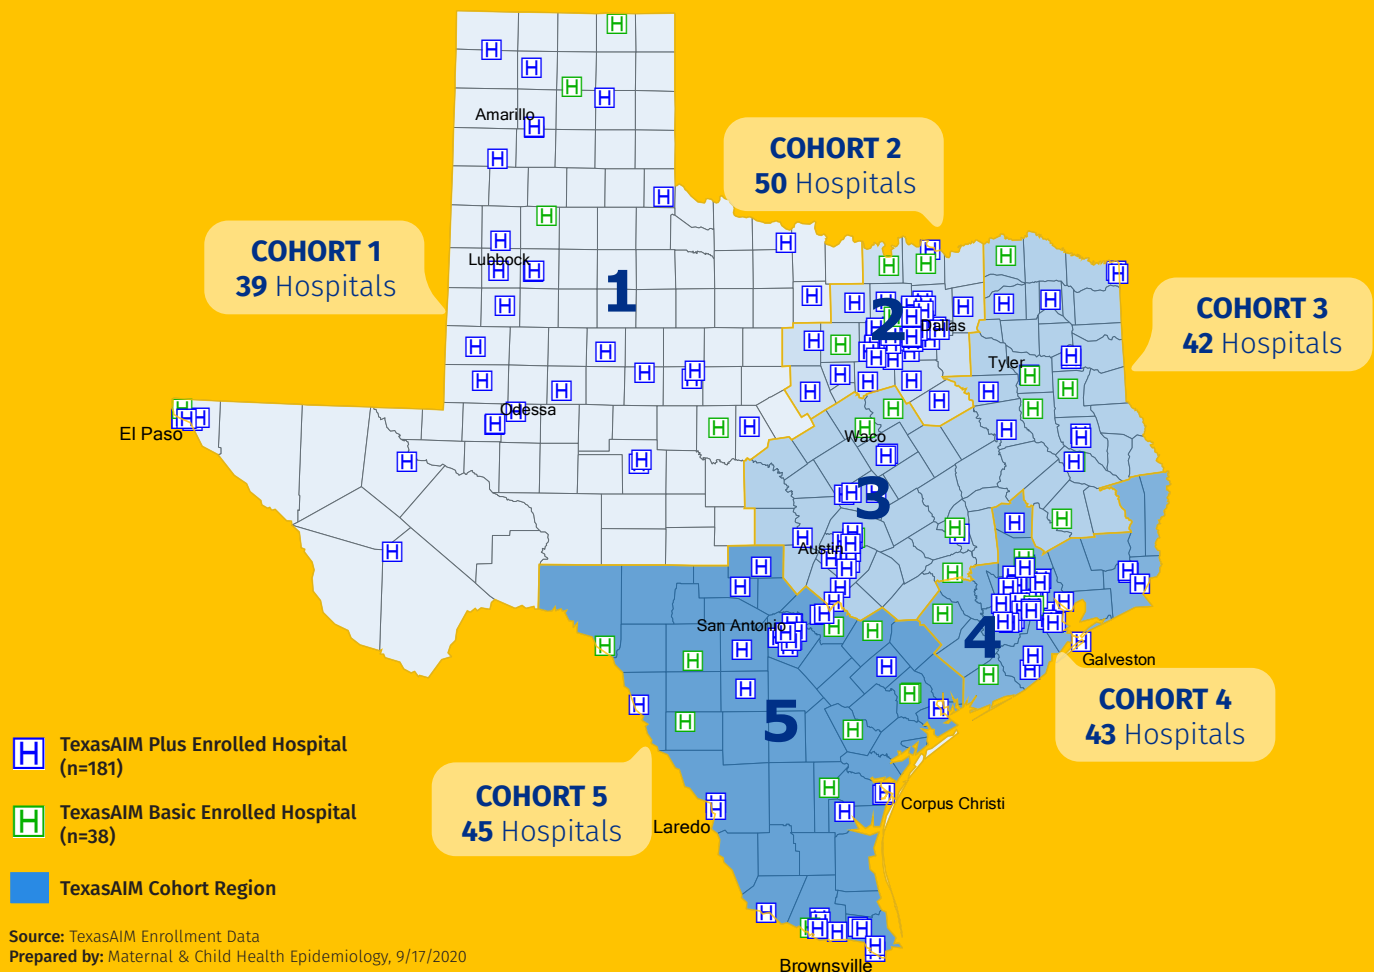 Amarillo
COHORT 2
50 Hospitals
COHORT 1
39 Hospitals
Lubbock
1
2
Dallas
COHORT 3
42 Hospitals
Tyler
Odessa
El Paso
Waco
3
Austin
San Antonio
4
Galveston
COHORT 4
43 Hospitals
5
TexasAIM Plus Enrolled Hospital
(n=181)
COHORT 5
45 Hospitals
Corpus Christi
Laredo
TexasAIM Basic Enrolled Hospital
(n=38)
TexasAIM Cohort Region
Source: TexasAIM Enrollment Data
Prepared by: Maternal & Child Health Epidemiology, 9/17/2020
Brownsville